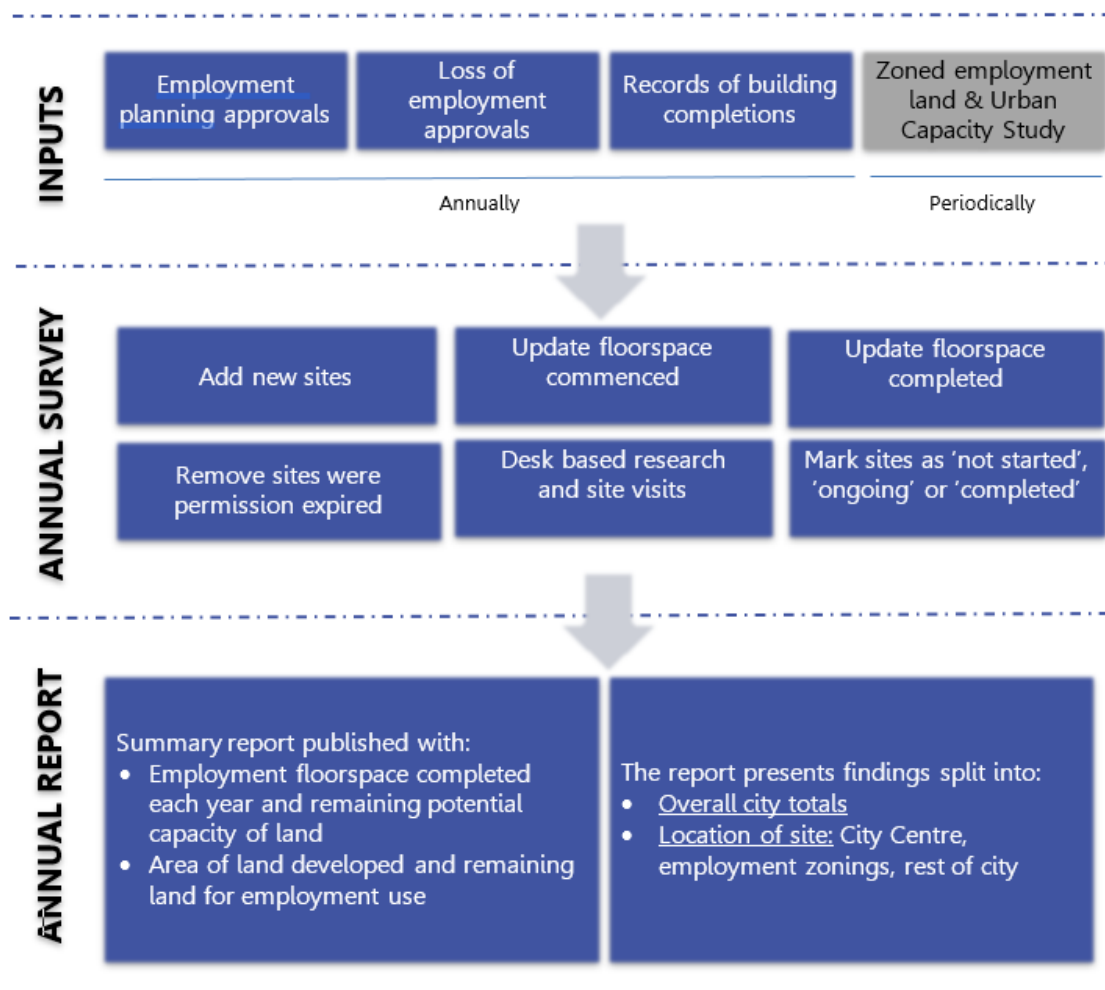 INPUTS
Employment
planning approvals
Loss of
employment
approvals
Records of building
completions
Zoned employment
land & Urban
Capacity Study
Annually
Periodically
ANNUAL SURVEY
Add new sites
Update floorspace
commenced
Update floorspace
completed
Remove sites were
permission expired
Desk based research
and site visits
Mark sites as ‘not started’,
‘ongoing’ or ‘completed’
ANNUAL REPORT
Summary report published with:
• Employment floorspace completed
each year and remaining potential
capacity of land
• Area of land developed and remaining
land for employment use
The report presents findings split into:
• Overall city totals
• Location of site: City Centre,
employment zonings, rest of city